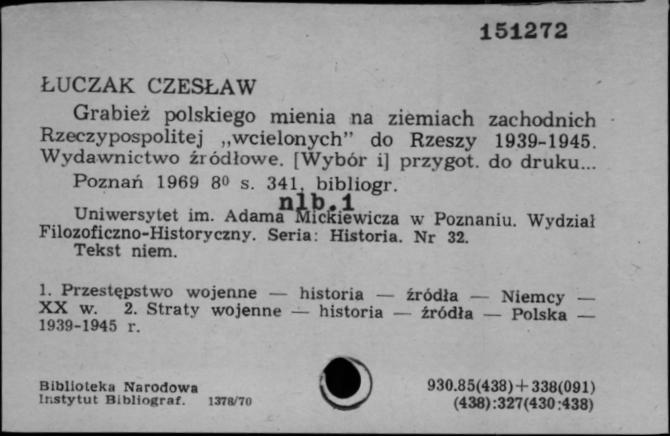 151272
ŁUCZAK CZESŁAW
Grabież polskiego mienia na ziemiach zachodnich
Rzeczypospolitej „wcielonych” do Rzeszy 1939-1945.
Wydawnictwo źródłowe. [Wybór i] przygot. do druku...
Poznań 1969 8⁰ s. 341, bibliogr.
nlb.1
Uniwersytet im. Adama Mickiewicza w Poznaniu. Wydział
Filozoficzno-Historyczny. Seria: Historia. Nr 32.
Tekst niem.
1. Przestępstwo wojenne — historia — źródła — Niemcy —
XX w. 2. Straty wojenne — historia — źródła — Polska —
1939-1945 r.
Biblioteka Narodowa
Instytut Bibliograf. 1378/70
930.85(438)+338(091)
(438):327(430:438)